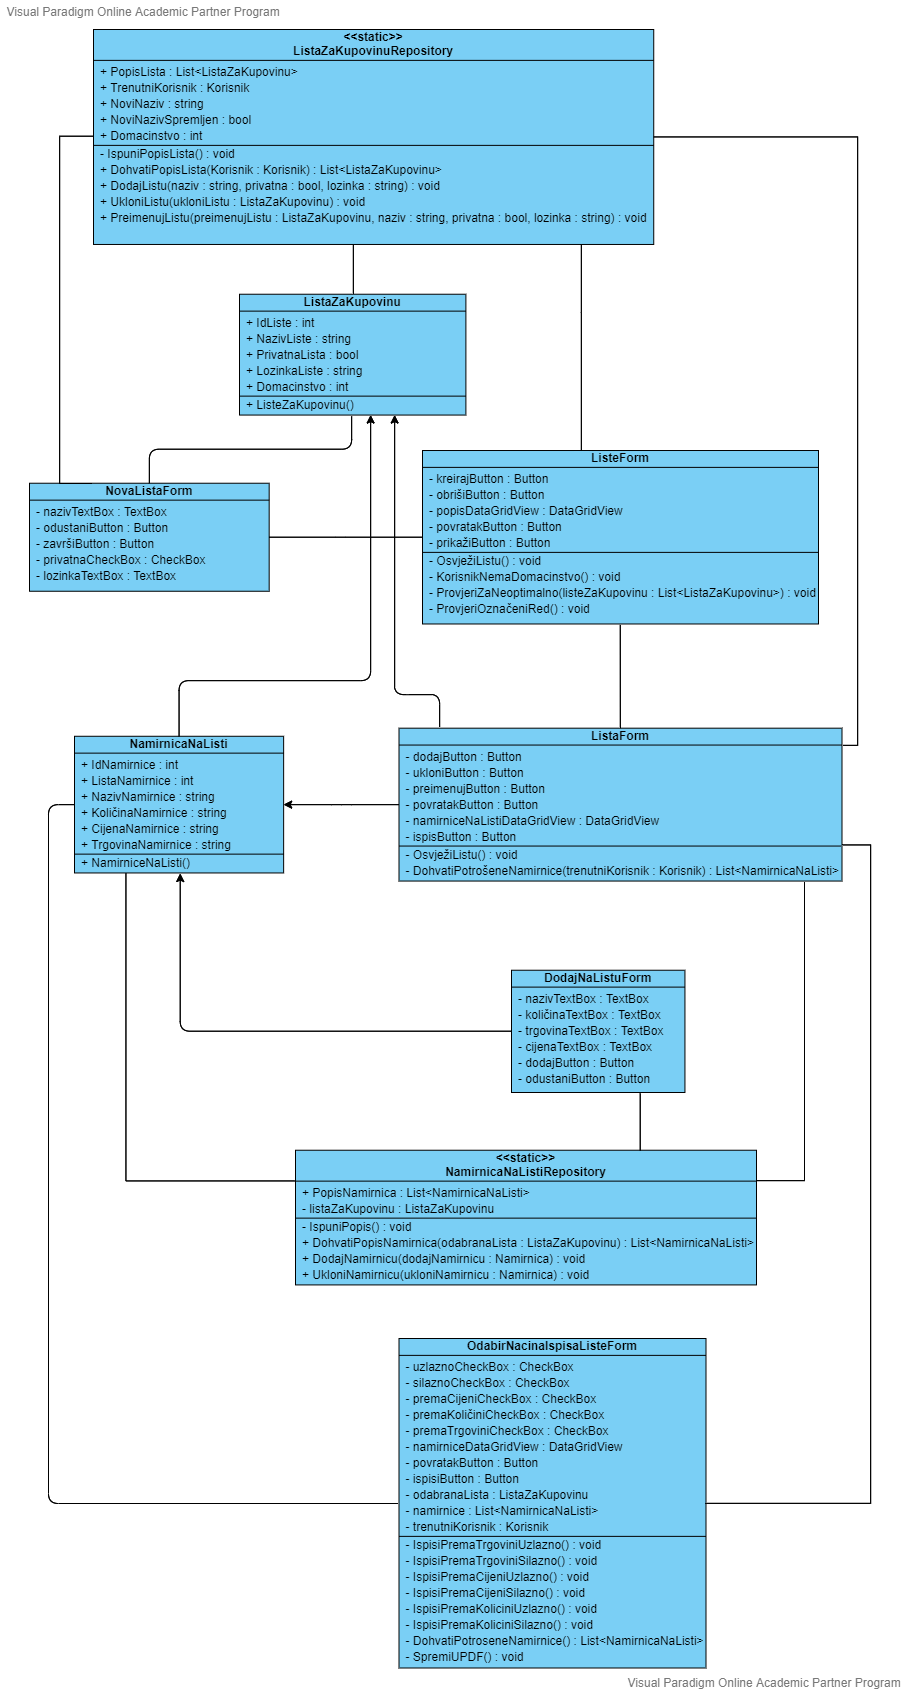 Visual Paradigm Online Academic Partner Program
<<static>>
ListaZaKupovinuRepository
+ PopisLista : List<ListaZaKupovinu>
+ TrenutniKorisnik : Korisnik
+ NoviNaziv : string
+ NoviNazivSpremljen : bool
+ Domacinstvo : int
- IspuniPopisLista() : void
+ DohvatiPopisLista(Korisnik : Korisnik) : List<ListaZaKupovinu>
+ DodajListu(naziv : string, privatna : bool, lozinka : string) : void
+ UkloniListu(ukloniListu : ListaZaKupovinu) : void
+ PreimenujListu(preimenujListu : ListaZaKupovinu, naziv : string, privatna : bool, lozinka : string) : void
ListaZaKupovinu
+ IdListe : int
+ NazivListe : string
+ PrivatnaLista : bool
+ LozinkaListe : string
+ Domacinstvo : int
+ ListeZaKupovinu()
ListeForm
- kreirajButton : Button
- obrišiButton : Button
- popisDataGridView : DataGridView
- povratakButton : Button
- prikažiButton : Button
- OsvježiListu() : void
- KorisnikNemaDomacinstvo() : void
- ProvjeriZaNeoptimalno(listeZaKupovinu : List<ListaZaKupovinu>) : void
- ProvjeriOznačeniRed() : void
NovaListaForm
- nazivTextBox : TextBox
- odustaniButton : Button
- završiButton : Button
- privatnaCheckBox : CheckBox
- lozinkaTextBox : TextBox
NamirnicaNaListi
+ IdNamirnice : int
+ ListaNamirnice : int
+ NazivNamirnice : string
+ KoličinaNamirnice : string
+ CijenaNamirnice : string
+ TrgovinaNamirnice : string
+ NamirniceNaListi()
ListaForm
- dodajButton : Button
- ukloniButton : Button
- preimenujButton : Button
- povratakButton : Button
- namirniceNaListiDataGridView : DataGridView
- ispisButton : Button
- OsvježiListu() : void
- DohvatiPotrošeneNamirnice(trenutniKorisnik : Korisnik) : List<NamirnicaNaListi>
DodajNaListuForm
- nazivTextBox : TextBox
- količinaTextBox : TextBox
- trgovinaTextBox : TextBox
- cijenaTextBox : TextBox
- dodajButton : Button
- odustaniButton : Button
<<static>>
NamirnicaNaListiRepository
+ PopisNamirnica : List<NamirnicaNaListi>
- listaZaKupovinu : ListaZaKupovinu
- IspuniPopis() : void
+ DohvatiPopisNamirnica(odabranaLista : ListaZaKupovinu) : List<NamirnicaNaListi>
+ DodajNamirnicu(dodajNamirnicu : Namirnica) : void
+ UkloniNamirnicu(ukloniNamirnicu : Namirnica) : void
OdabirNacinaIspisaListeForm
- uzlaznoCheckBox : CheckBox
- silaznoCheckBox : CheckBox
- premaCijeniCheckBox : CheckBox
- premaKoličiniCheckBox : CheckBox
- premaTrgoviniCheckBox : CheckBox
- namirniceDataGridView : DataGridView
- povratakButton : Button
- ispisiButton : Button
- odabranaLista : ListaZaKupovinu
- namirnice : List<NamirnicaNaListi>
- trenutniKorisnik : Korisnik
- IspisiPremaTrgoviniUzlazno() : void
- IspisiPremaTrgoviniSilazno() : void
- IspisiPremaCijeniUzlazno() : void
- IspisiPremaCijeniSilazno() : void
- IspisiPremaKoliciniUzlazno() : void
- IspisiPremaKoliciniSilazno() : void
- DohvatiPotroseneNamirnice() : List<NamirnicaNaListi>
- SpremiUPDF() : void
Visual Paradigm Online Academic Partner Program